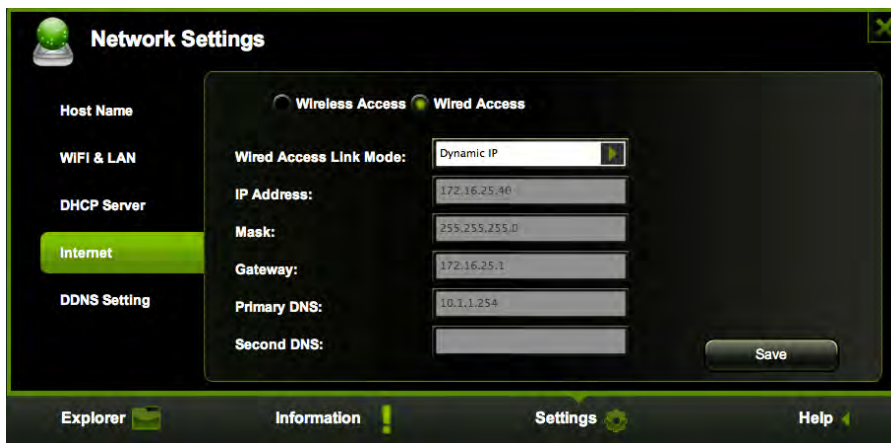 Network Settings
Host Name
WIFI & LAN
DHCP Server
Internet
DDNS Setting
Wireless Access Wired Access
Wired Access Link Mode: Dynamic IP
IP Address: 172.16.25.40
Mask: 255.255.255.0
Gateway: 172.16.25.1
Primary DNS: 10.1.1.254
Second DNS:
Save
Explorer Information Settings Help